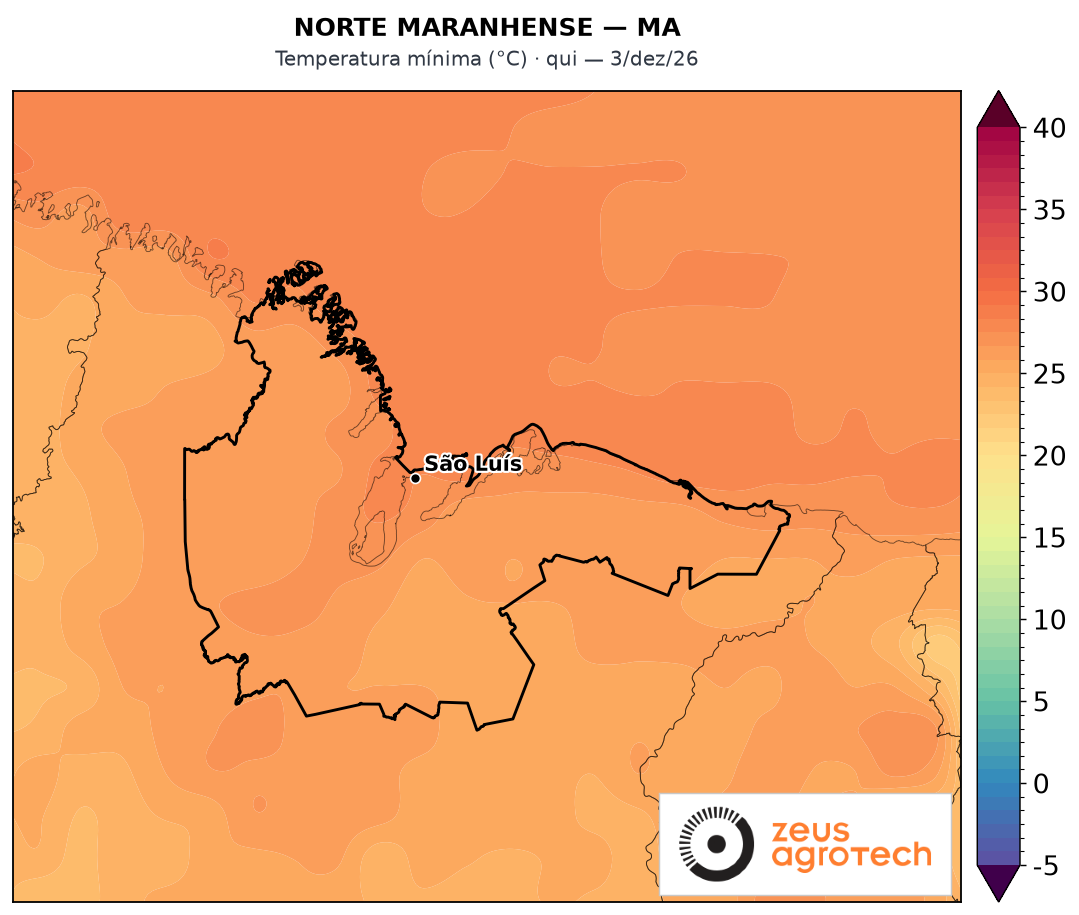 NORTE MARANHENSE — MA
Temperatura mínima (°C) · qui — 3/dez/26
São Luís
40
35
30
25
20
15
10
5
0
-5
zeus
agrotech